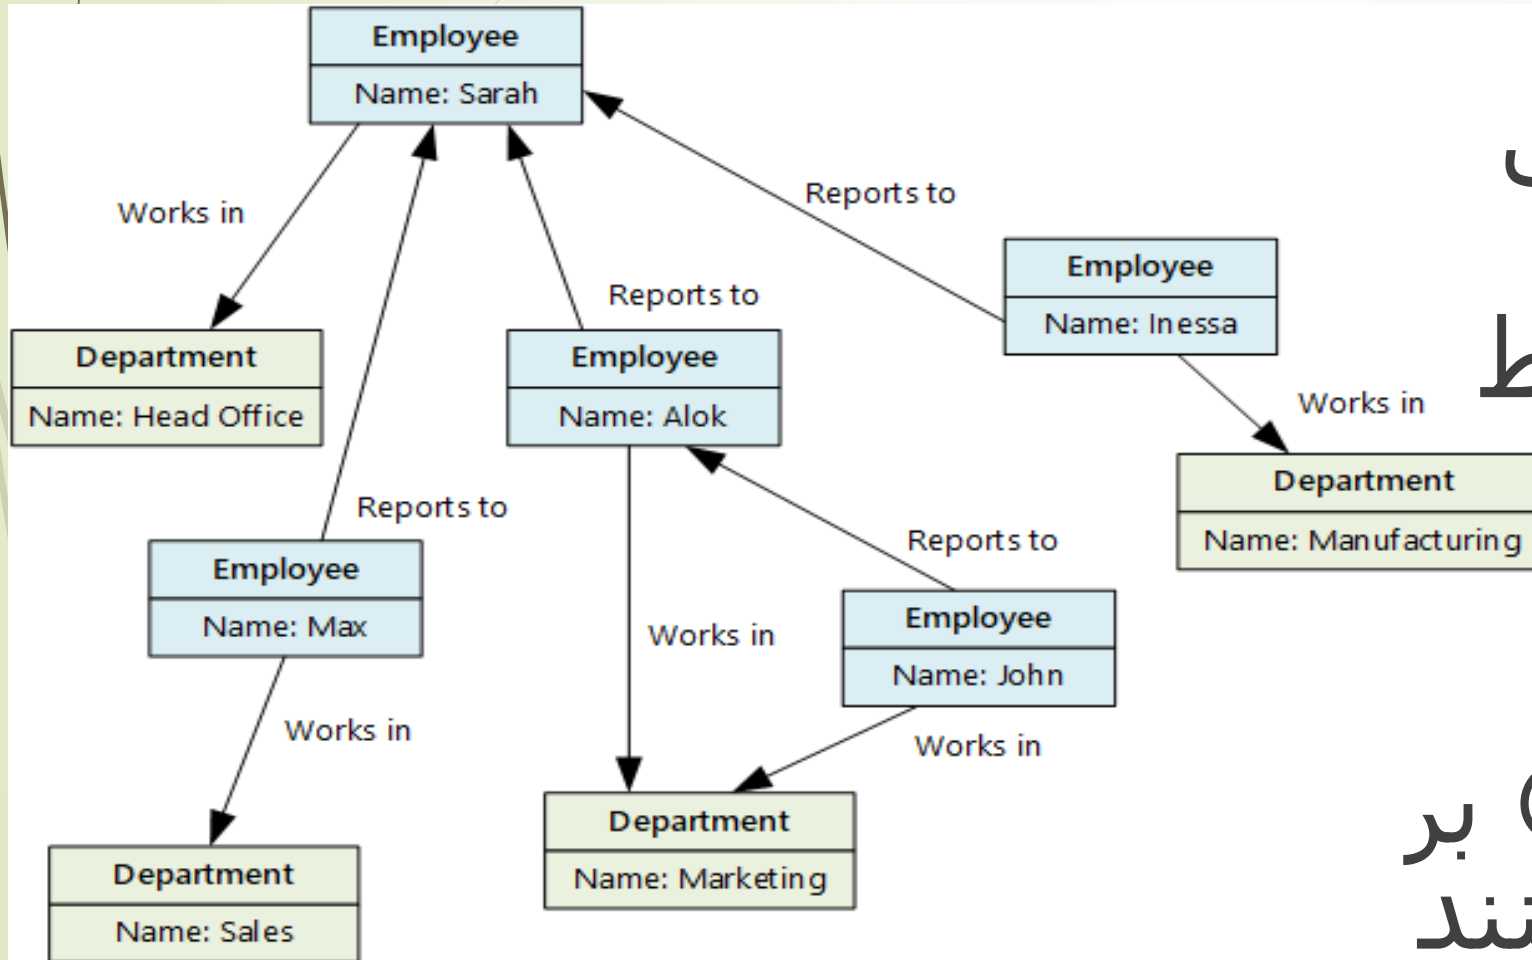 Employee
Name: Sarah
Works in
Reports to
Reports to
Employee
Name: Inessa
Department
Name: Head Office
Employee
Name: Alok
Works in
Reports to
Department
Name: Manufacturing
Reports to
Employee
Name: Max
Employee
Name: John
Works in
Works in
Works in
Department
Name: Marketing
Department
Name: Sales
بر